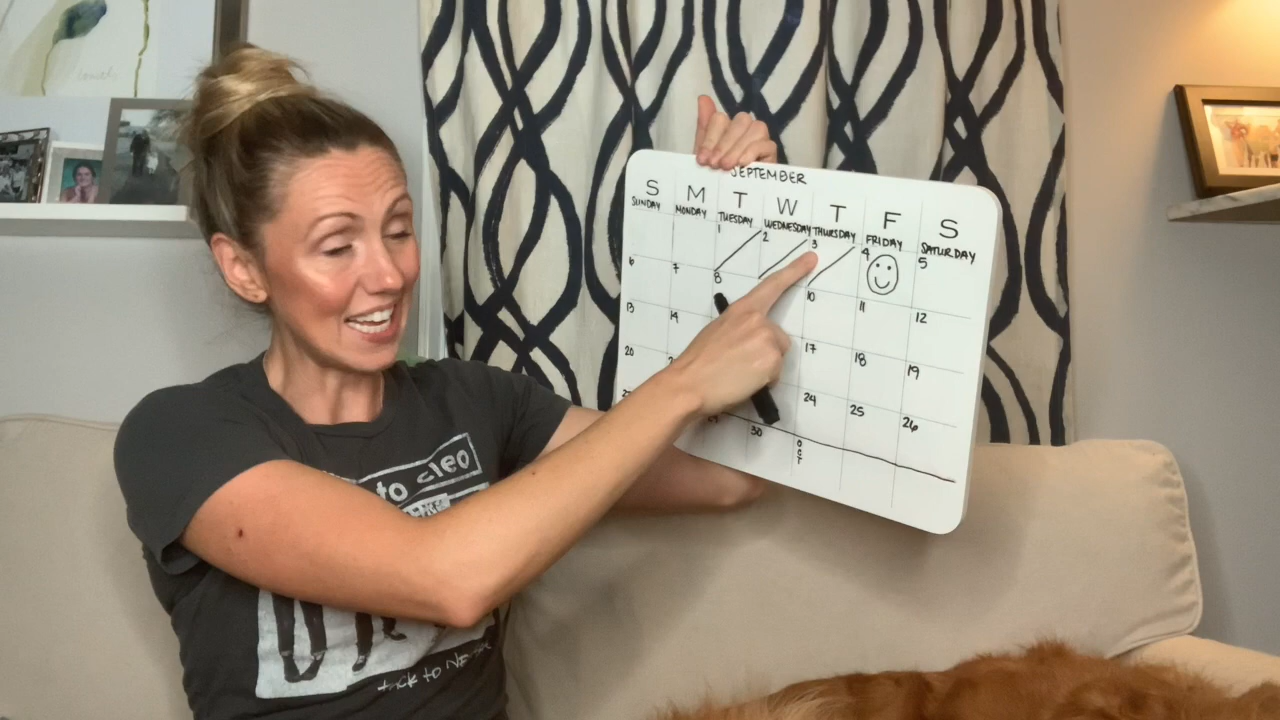 SEPTEMBER
S M T W T F S
SUNDAY MONDAY TUESDAY WEDNESDAY THURSDAY FRIDAY SATURDAY
1 2 3 4 5
6 7 8 10 11 12
13 14 17 18 19
20 24 25 26
30
OCT
to cleo